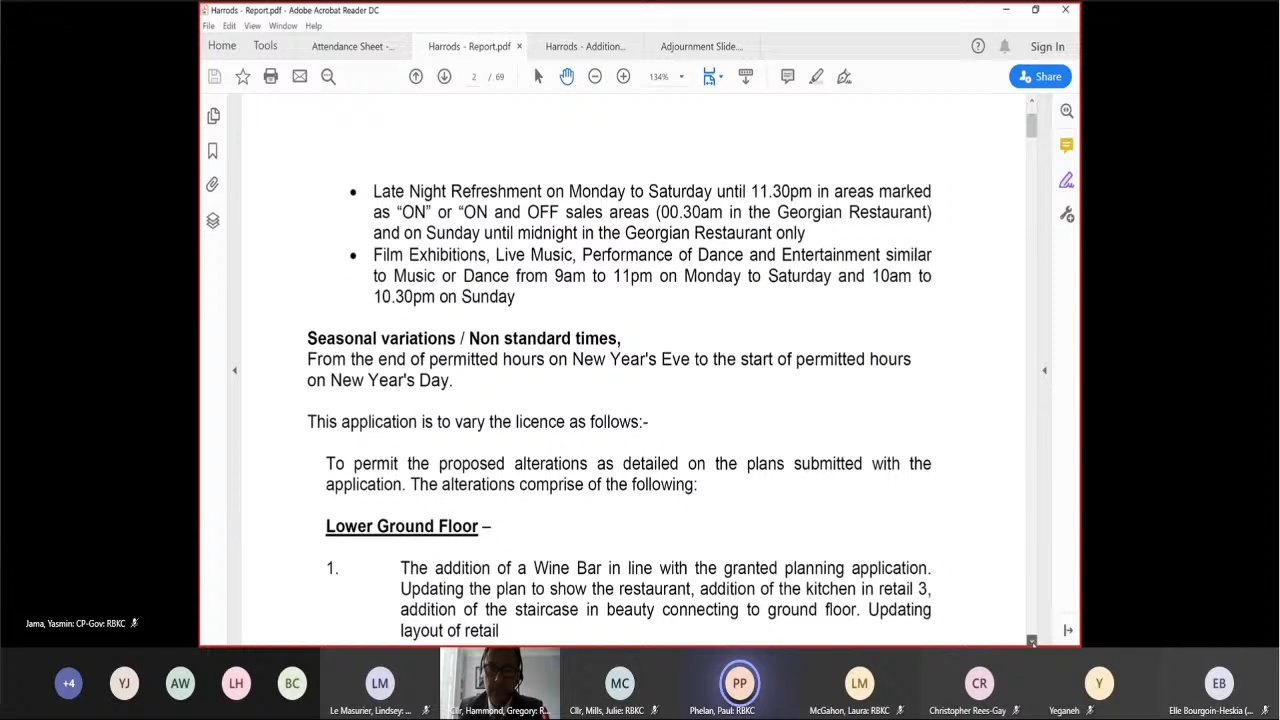 Harrods - Report.pdf - Adobe Acrobat Reader DC
File Edit View Window Help
Home Tools Attendance Sheet -... Harrods - Report.pdf × Harrods - Addition... Adjournment Slide... Sign In
2 / 69 134% Share
• Late Night Refreshment on Monday to Saturday until 11.30pm in areas marked
as “ON” or “ON and OFF sales areas (00.30am in the Georgian Restaurant)
and on Sunday until midnight in the Georgian Restaurant only
• Film Exhibitions, Live Music, Performance of Dance and Entertainment similar
to Music or Dance from 9am to 11pm on Monday to Saturday and 10am to
10.30pm on Sunday
Seasonal variations / Non standard times,
From the end of permitted hours on New Year's Eve to the start of permitted hours
on New Year's Day.
This application is to vary the licence as follows:-
To permit the proposed alterations as detailed on the plans submitted with the
application. The alterations comprise of the following:
Lower Ground Floor –
1. The addition of a Wine Bar in line with the granted planning application.
Updating the plan to show the restaurant, addition of the kitchen in retail 3,
addition of the staircase in beauty connecting to ground floor. Updating
layout of retail
Jama, Yasmin: CP-Gov: RBKC
+4 YJ AW LH BC LM MC PP LM CR Y EB
Le Masurier, Lindsey: ... Cllr, Hammond, Gregory: R... Cllr, Mills, Julie: RBKC Phelan, Paul: RBKC McGahon, Laura: RBKC Christopher Rees-Gay Yeganeh Elle Bourgoin-Heskia (...